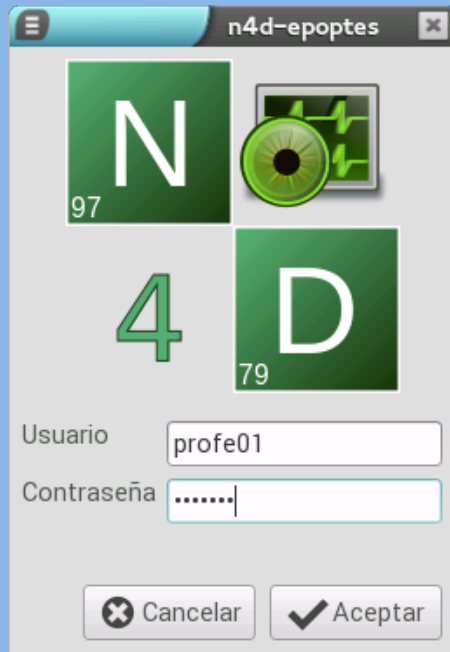 n4d-epoptes
N
97
4
D
79
Usuario
profe01
Contraseña
•••••••
Cancelar
Aceptar